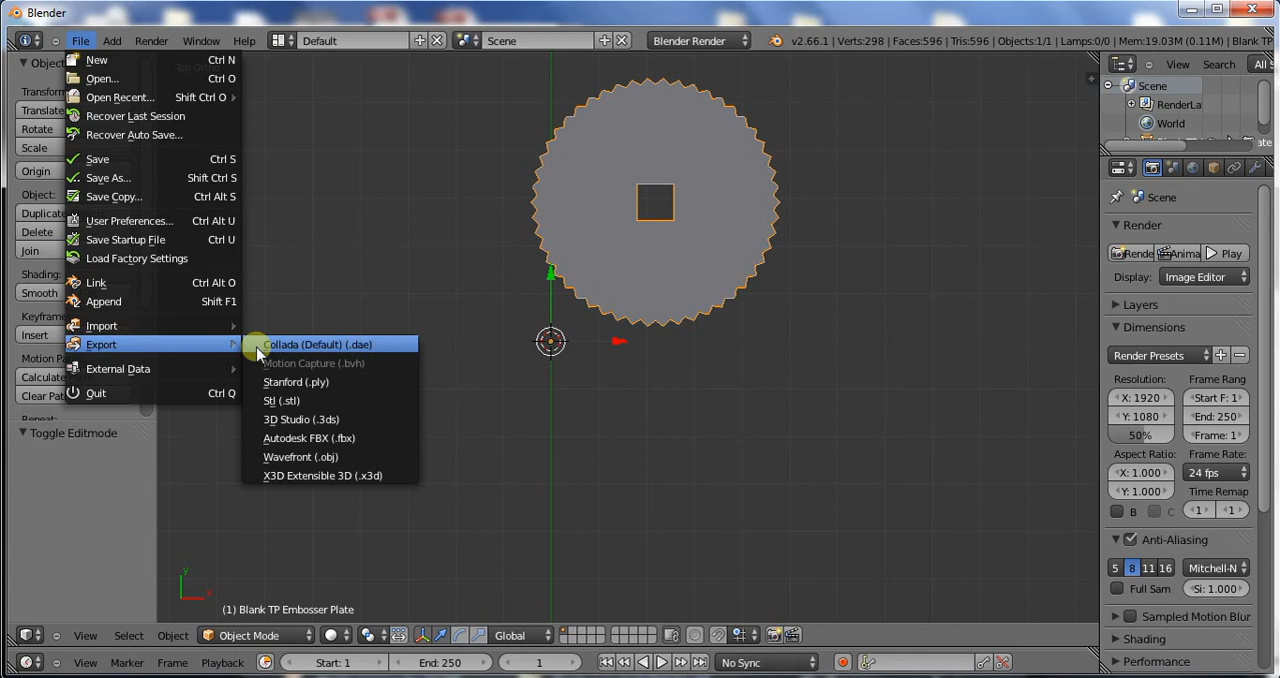 Blender
File Add Render Window Help Default Scene Blender Render v2.66.1 | Verts:298 | Faces:596 | Tris:596 | Objects:1/1 | Lamps:0/0 | Mem:19.03M (0.11M) | Blank TP
New Ctrl N
Open... Ctrl O
Open Recent... Shift Ctrl O
Recover Last Session
Recover Auto Save...
Save Ctrl S
Save As... Shift Ctrl S
Save Copy... Ctrl Alt S
User Preferences... Ctrl Alt U
Save Startup File Ctrl U
Load Factory Settings
Link Ctrl Alt O
Append Shift F1
Import
Export
External Data
Quit Ctrl Q
Collada (Default) (.dae)
Motion Capture (.bvh)
Stanford (.ply)
Stl (.stl)
3D Studio (.3ds)
Autodesk FBX (.fbx)
Wavefront (.obj)
X3D Extensible 3D (.x3d)
Object
Transform
Translate
Rotate
Scale
Origin
Object:
Duplicate
Delete
Join
Shading:
Smooth
Keyframe
Insert
Motion Pa
Calculate
Clear Pat
Repeat:
Toggle Editmode
y
x
(1) Blank TP Embosser Plate
View Select Object Object Mode Global
View Marker Frame Playback Start: 1 End: 250 1 No Sync
View Search All S
Scene
RenderLa
World
Scene
Render
Rende Anima Play
Display: Image Editor
Layers
Dimensions
Render Presets
Resolution: Frame Rang
X: 1920 Start F: 1
Y: 1080 End: 250
50% Frame: 1
Aspect Ratio: Frame Rate:
X: 1.000 24 fps
Y: 1.000 Time Remap
B C 1 1
Anti-Aliasing
5 8 11 16 Mitchell-N
Full Sam Si: 1.000
Sampled Motion Blur
Shading
Performance